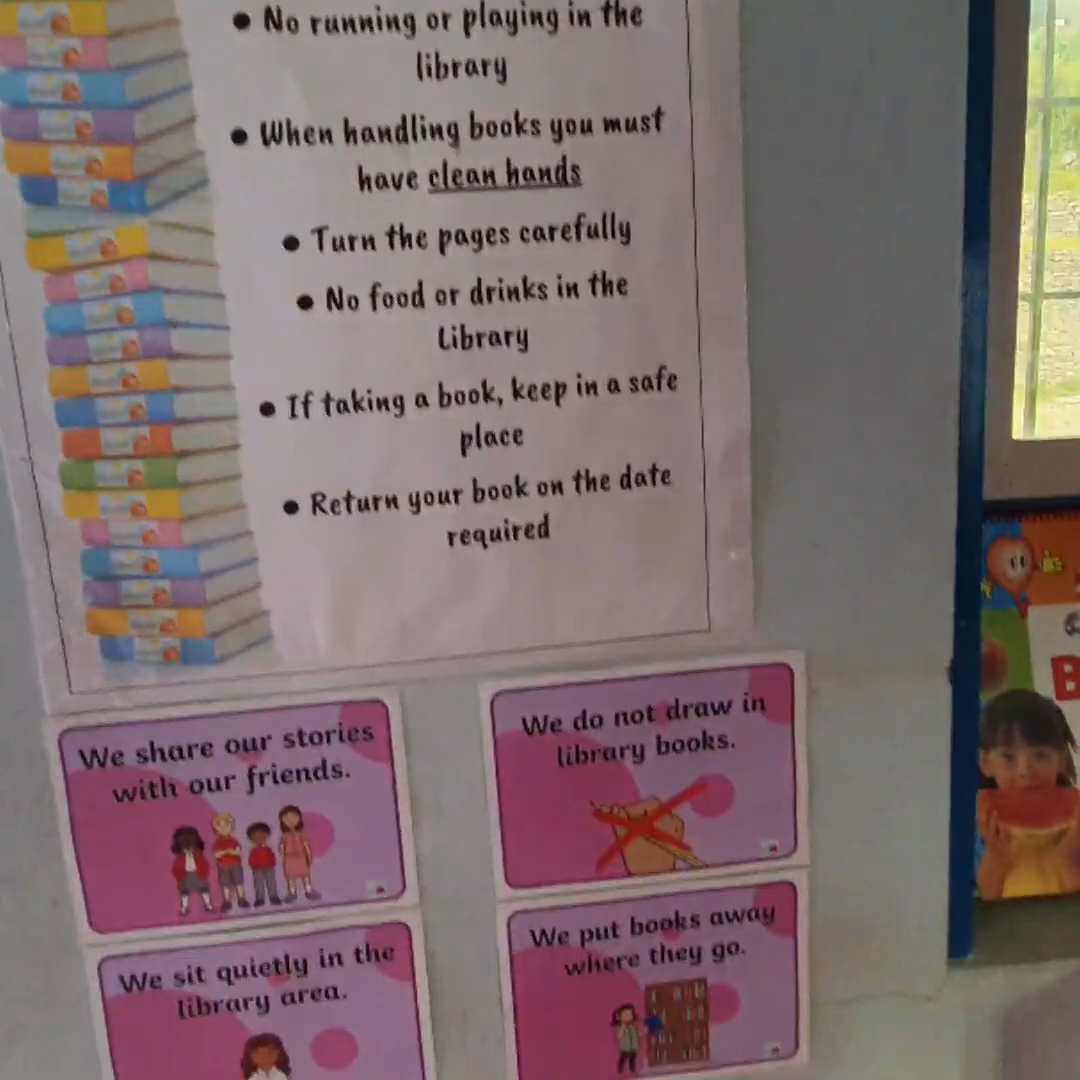 • No running or playing in the
library
• When handling books you must
have clean hands
• Turn the pages carefully
• No food or drinks in the
Library
• If taking a book, keep in a safe
place
• Return your book on the date
required
We share our stories
with our friends.
We do not draw in
library books.
We sit quietly in the
library area.
We put books away
where they go.